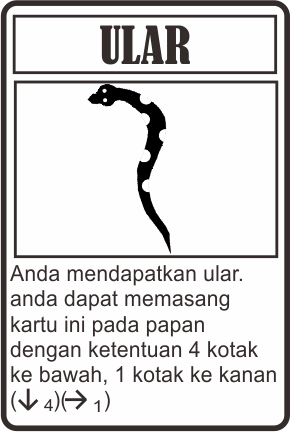 ULAR
Anda mendapatkan ular.
anda dapat memasang
kartu ini pada papan
dengan ketentuan 4 kotak
ke bawah, 1 kotak ke kanan
(↓ 4)(→ 1)